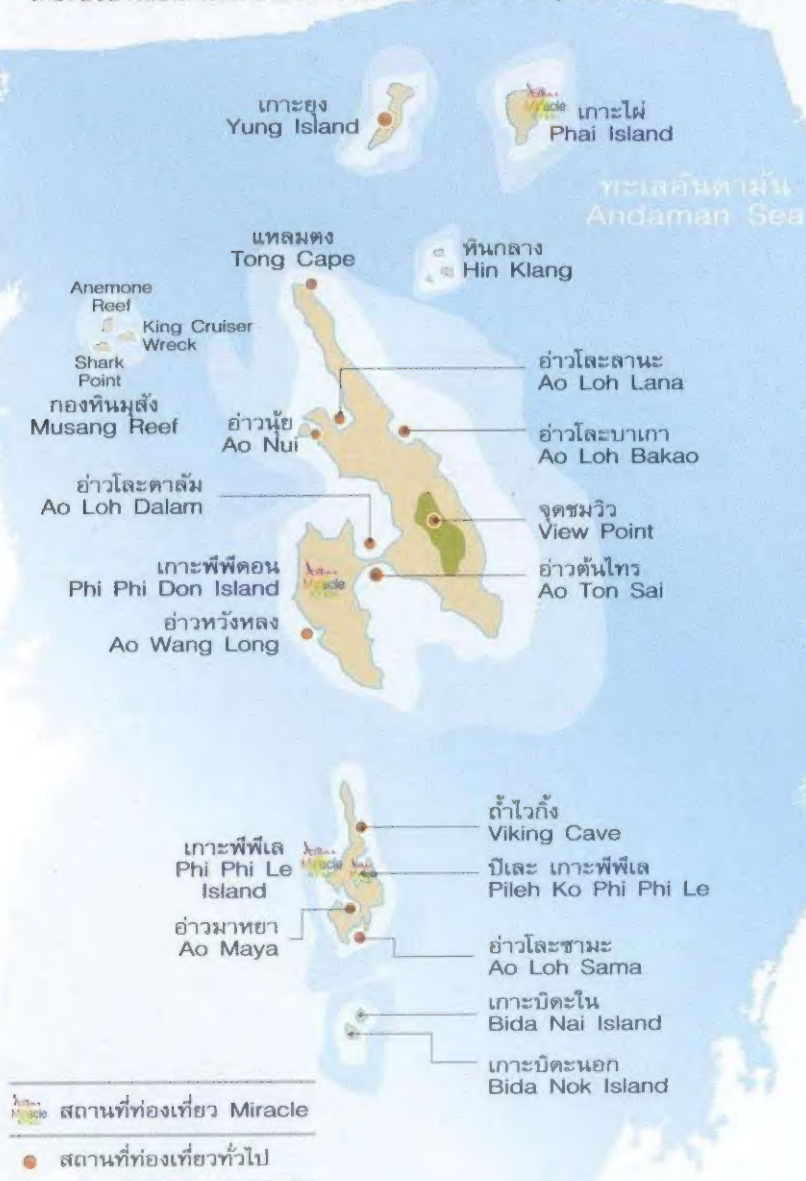 เกาะยุง
Yung Island
เกาะไผ่
Phai Island
ทะเลอันดามัน
Andaman Sea
แหลมตง
Tong Cape
หินกลาง
Hin Klang
Anemone
Reef
King Cruiser
Wreck
Shark
Point
กองหินมุสัง
Musang Reef
อ่าวนุ้ย
Ao Nui
อ่าวโละลานะ
Ao Loh Lana
อ่าวโละบาเกา
Ao Loh Bakao
อ่าวโละดาลัม
Ao Loh Dalam
จุดชมวิว
View Point
เกาะพีพีดอน
Phi Phi Don Island
Miracle
อ่าวต้นไทร
Ao Ton Sai
อ่าวหวังหลง
Ao Wang Long
ถ้ำไวกิ้ง
Viking Cave
เกาะพีพีเล
Phi Phi Le
Island
Miracle
ปิเละ เกาะพีพีเล
Pileh Ko Phi Phi Le
อ่าวมาหยา
Ao Maya
อ่าวโละซามะ
Ao Loh Sama
เกาะบิดะใน
Bida Nai Island
เกาะบิดะนอก
Bida Nok Island
Miracle สถานที่ท่องเที่ยว Miracle
สถานที่ท่องเที่ยวทั่วไป